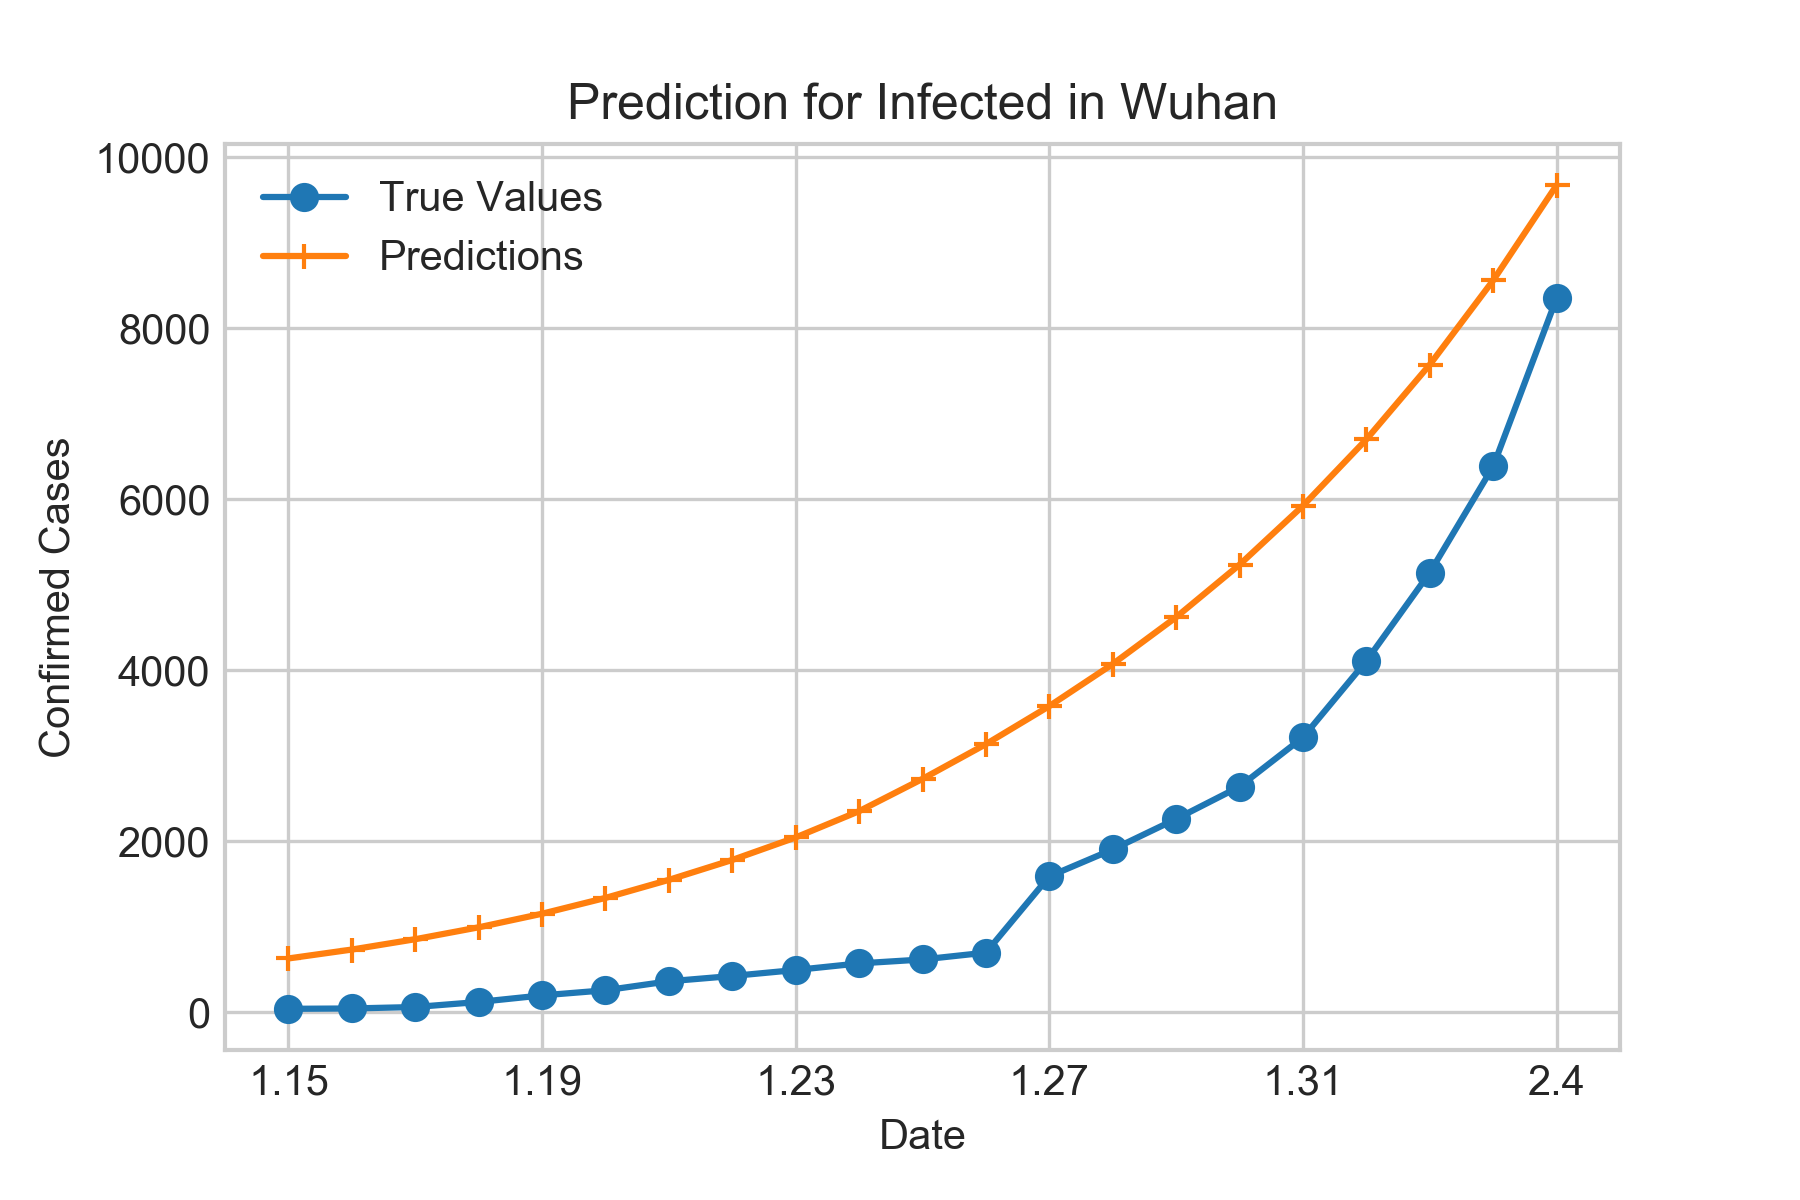 Prediction for Infected in Wuhan
True Values
Predictions
10000
8000
6000
4000
2000
0
Confirmed Cases
1.15 1.19 1.23 1.27 1.31 2.4
Date